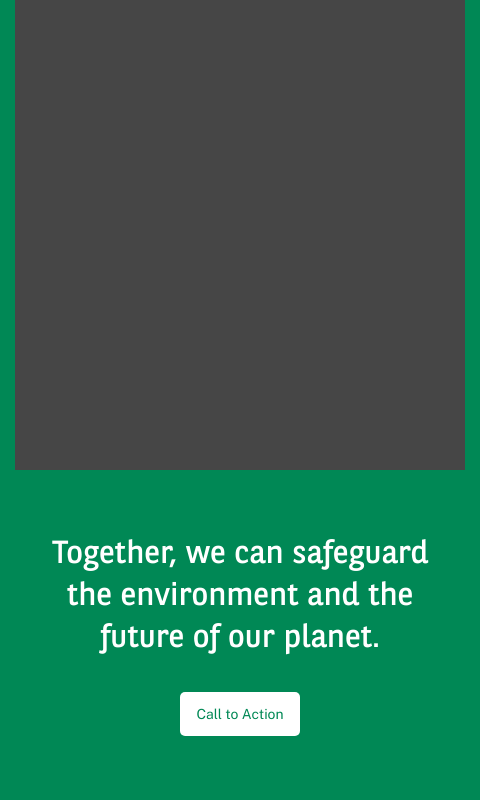 Together, we can safeguard
the environment and the
future of our planet.
Call to Action